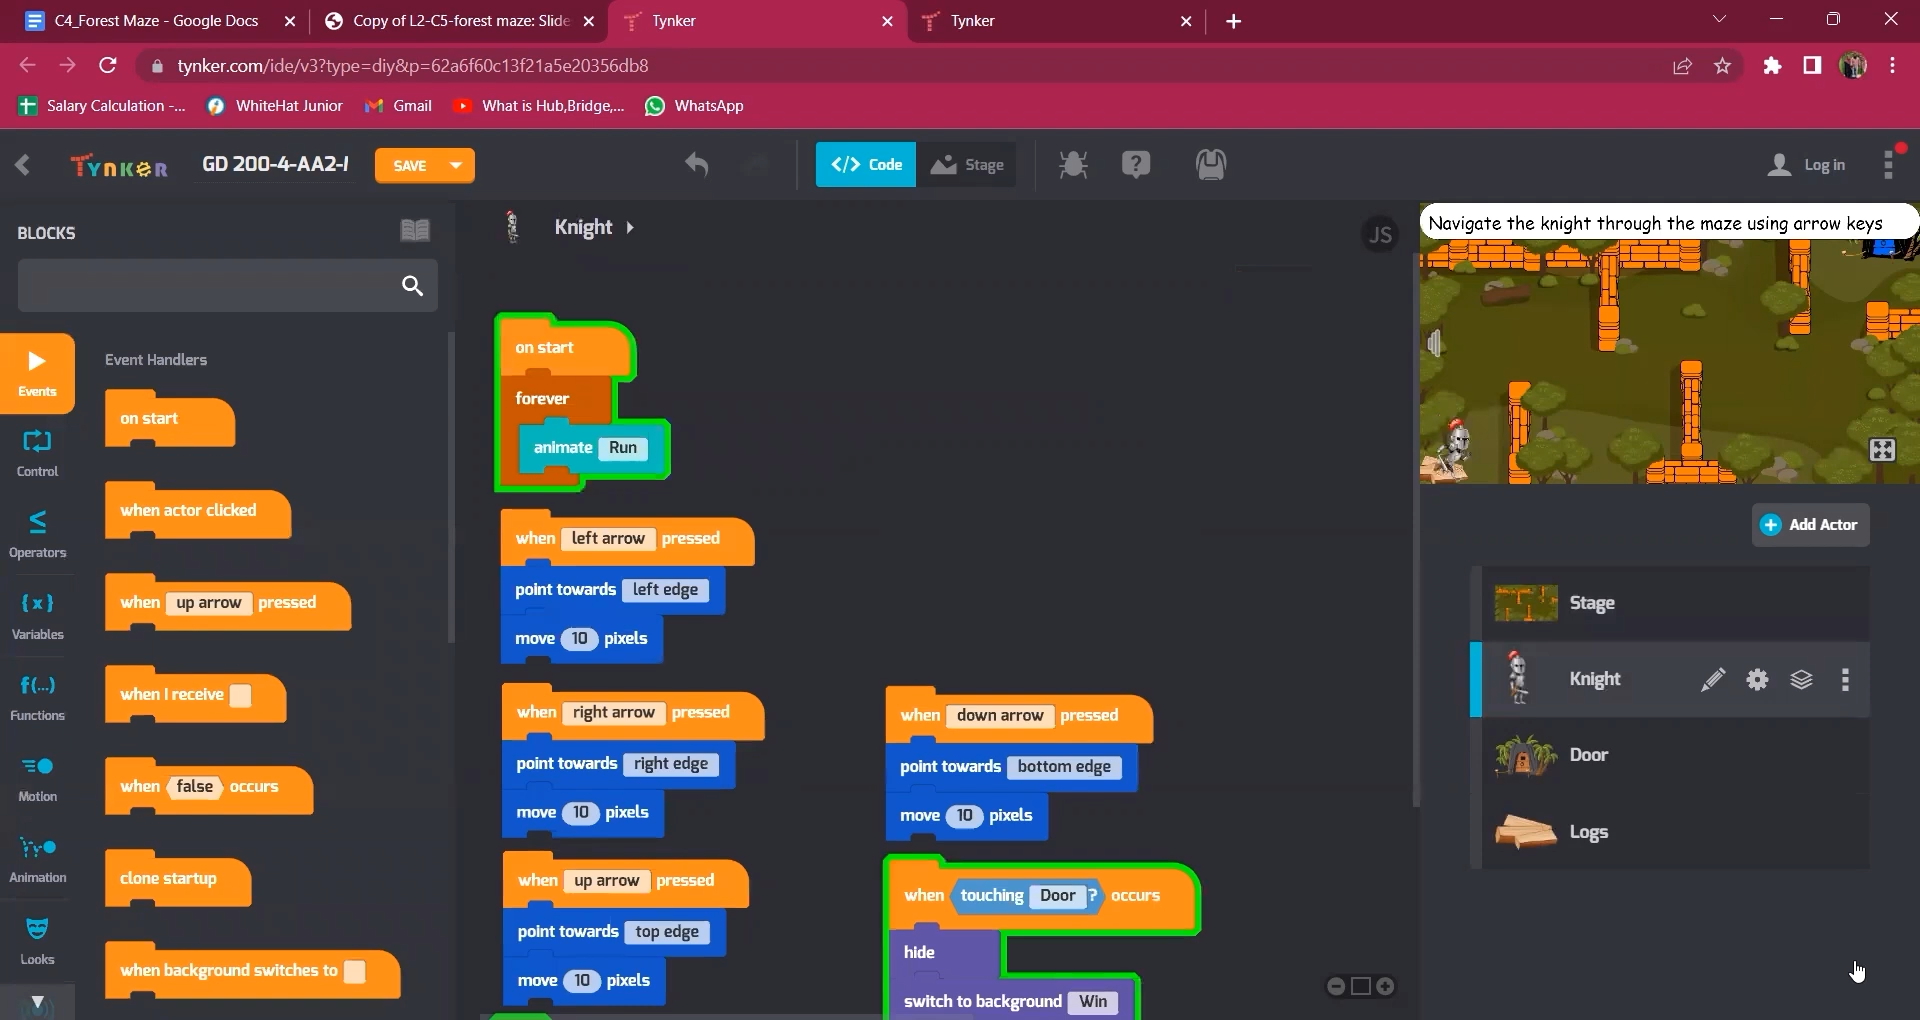 C4_Forest Maze - Google Docs
Copy of L2-C5-forest maze: Slide
Tynker
Tynker
tynker.com/ide/v3?type=diy&p=62a6f60c13f21a5e20356db8
Salary Calculation -...
WhiteHat Junior
Gmail
What is Hub,Bridge,...
WhatsApp
TYNKER
GD 200-4-AA2-
SAVE
</> Code
Stage
Log in
BLOCKS
Knight
JS
Navigate the knight through the maze using arrow keys
Events
Control
Operators
{x}
Variables
f(...)
Functions
Motion
Animation
Looks
Event Handlers
on start
when actor clicked
when up arrow pressed
when I receive
when false occurs
clone startup
when background switches to
on start
forever
animate Run
when left arrow pressed
point towards left edge
move 10 pixels
when right arrow pressed
point towards right edge
move 10 pixels
when up arrow pressed
point towards top edge
move 10 pixels
when down arrow pressed
point towards bottom edge
move 10 pixels
when touching Door ? occurs
hide
switch to background Win
Add Actor
Stage
Knight
Door
Logs